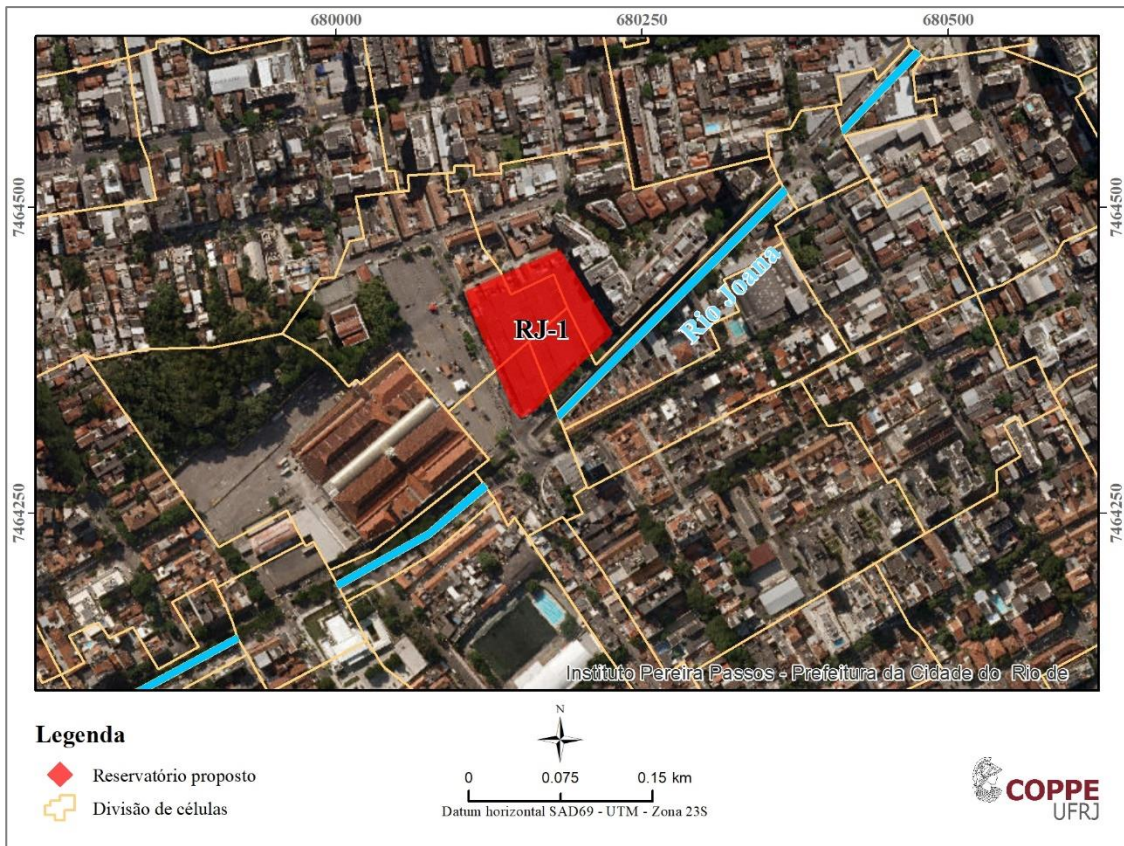 680000
680250
680500
7464500
7464500
RJ-1
Rio Joana
7464250
7464250
Instituto Pereira Passos - Prefeitura da Cidade do Rio de
Legenda
Reservatório proposto
Divisão de células
N
0
0.075
0.15 km
Datum horizontal SAD69 - UTM - Zona 23S
COPPE
UFRJ